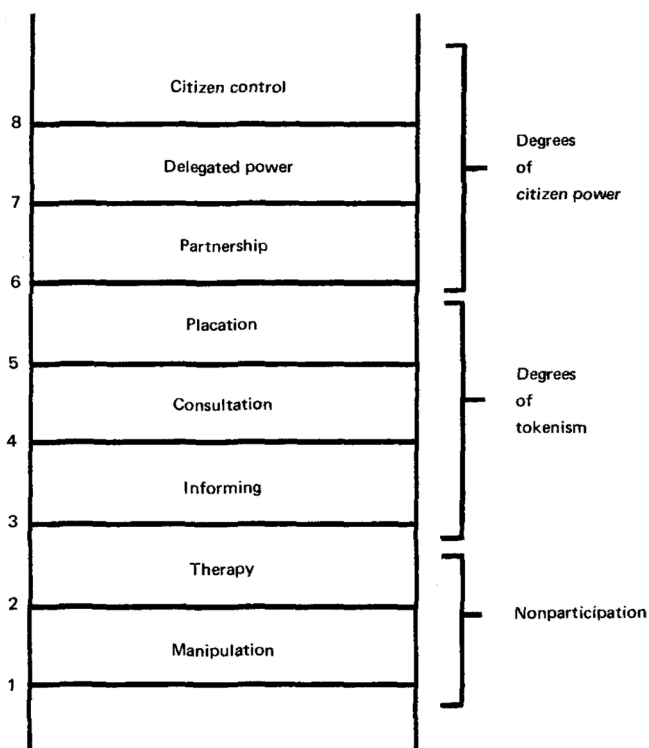 Citizen control
8
Delegated power
7
Partnership
6
Placation
5
Consultation
4
Informing
3
Therapy
2
Manipulation
1
Degrees
of
citizen power
Degrees
of
tokenism
Nonparticipation